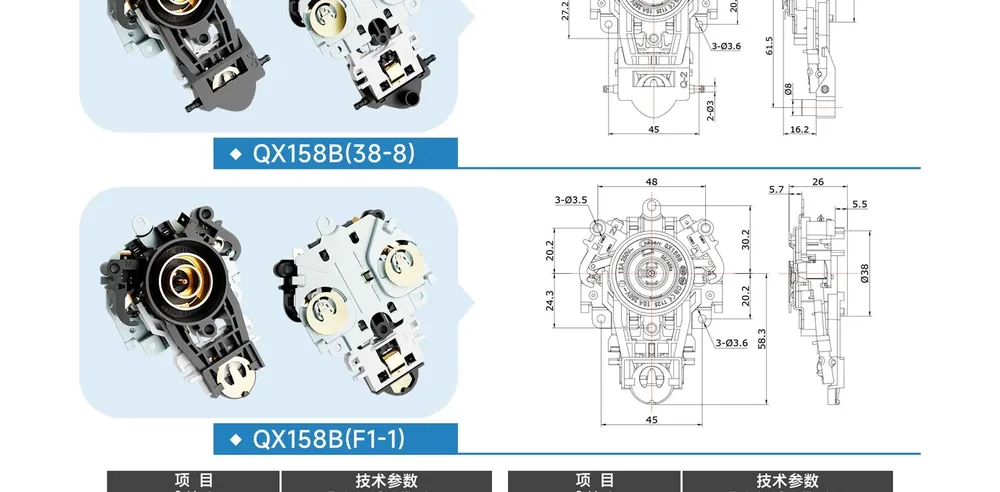 27.2
20.
3-Ø3.6
61.5
Ø8
2-Ø3
45
16.2
QX158B(38-8)
48
26
5.7
5.5
3-Ø3.5
20.2
30.2
Ø38
24.3
20.2
58.3
3-Ø3.6
45
QX158B(F1-1)
项 目
技术参数
项 目
技术参数